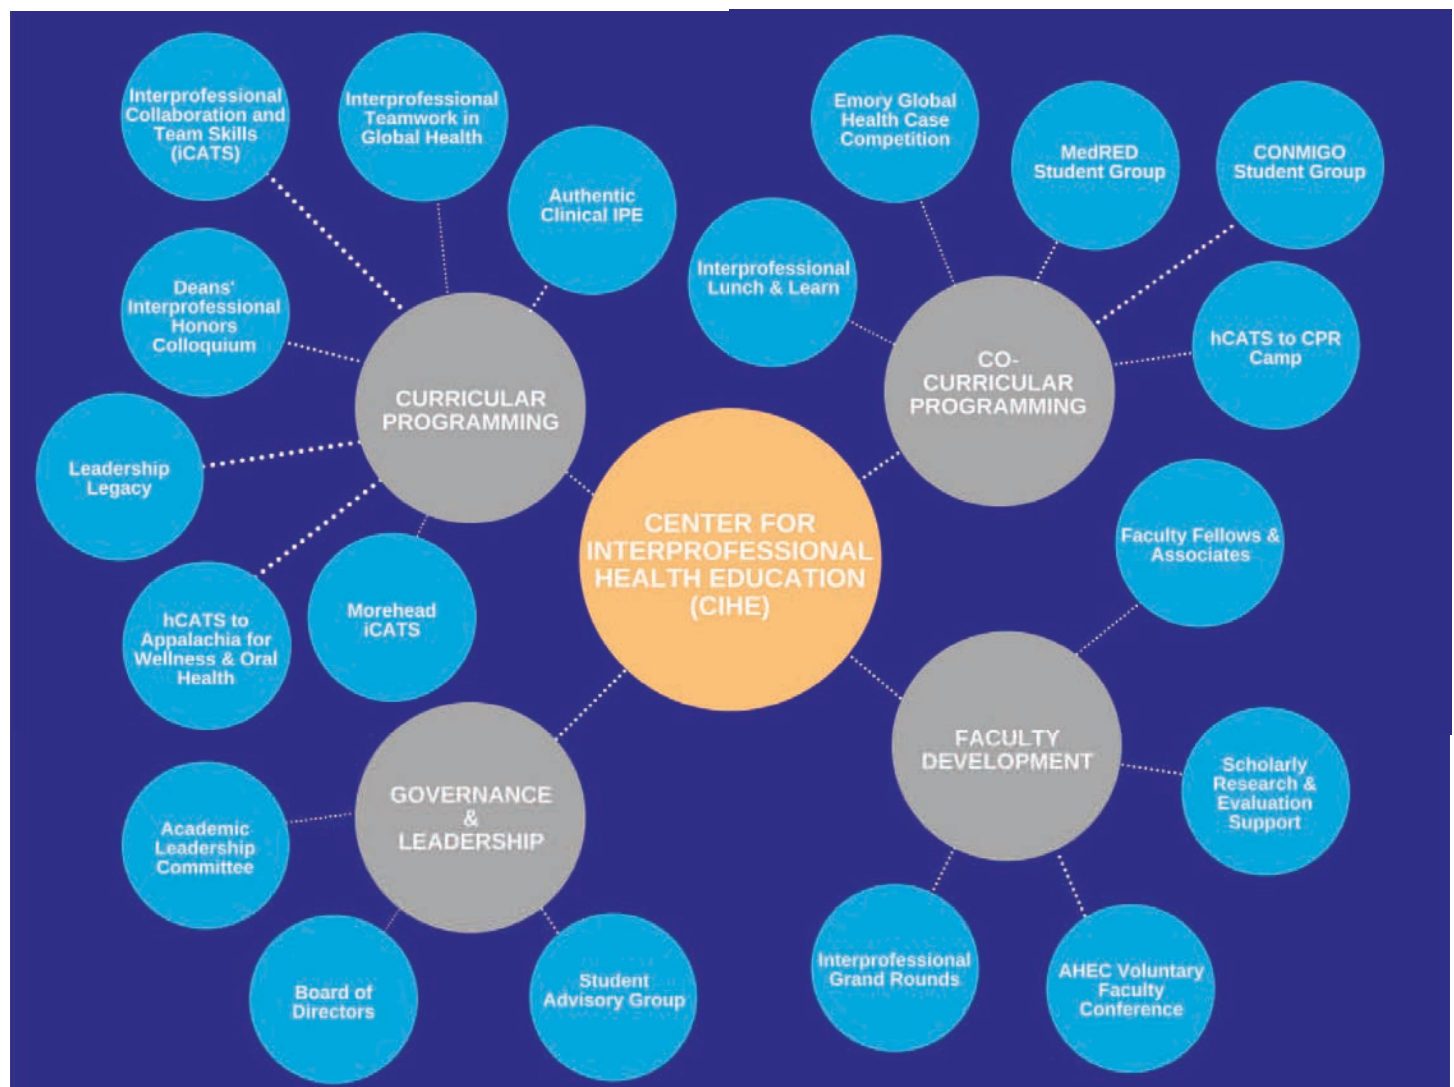 Interprofessional
Collaboration and
Team Skills
(iCATS)
Interprofessional
Teamwork in
Global Health
Authentic
Clinical IPE
Deans'
Interprofessional
Honors
Colloquium
Leadership
Legacy
hCATS to
Appalachia for
Wellness & Oral
Health
Morehead
iCATS
CURRICULAR
PROGRAMMING
Emory Global
Health Case
Competition
MedRED
Student Group
CONMIGO
Student Group
Interprofessional
Lunch & Learn
hCATS to CPR
Camp
CO-
CURRICULAR
PROGRAMMING
CENTER FOR
INTERPROFESSIONAL
HEALTH EDUCATION
(CIHE)
Faculty Fellows &
Associates
FACULTY
DEVELOPMENT
Scholarly
Research &
Evaluation
Support
Interprofessional
Grand Rounds
AHEC Voluntary
Faculty
Conference
GOVERNANCE
&
LEADERSHIP
Academic
Leadership
Committee
Board of
Directors
Student
Advisory Group